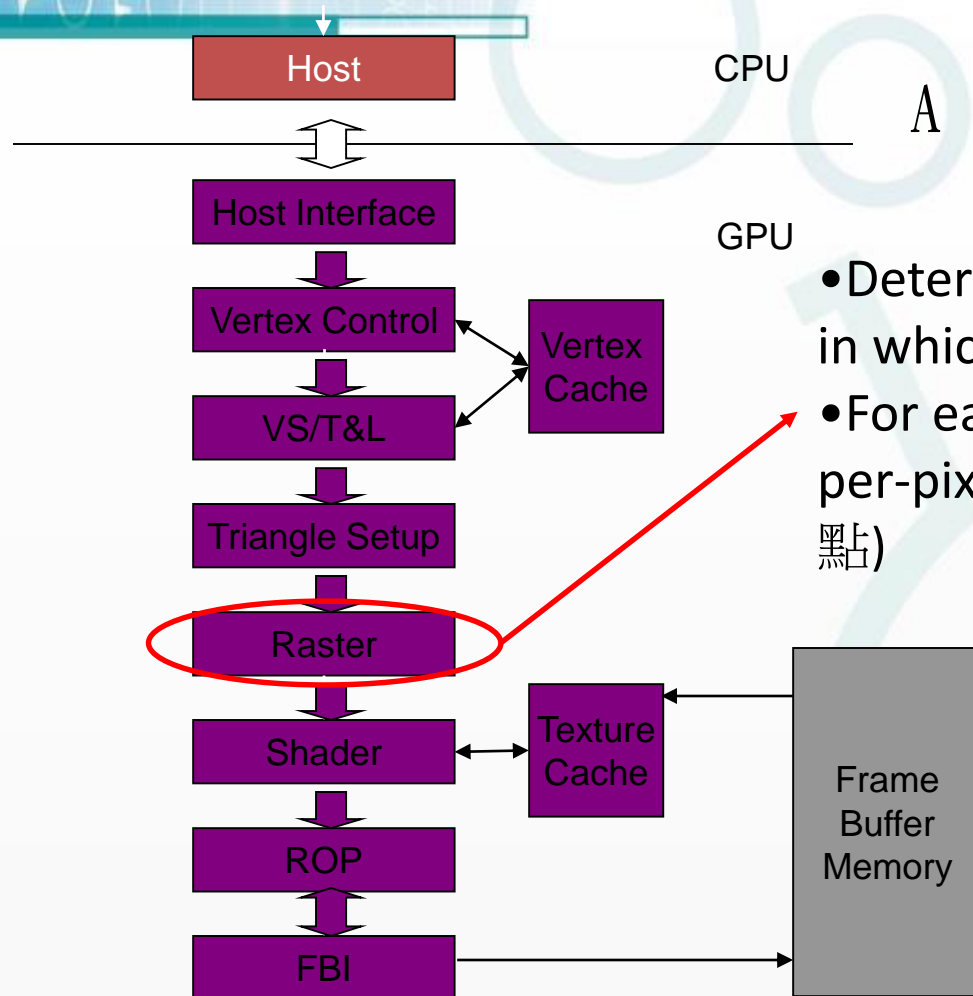 Host
CPU
A
Host Interface
GPU
Vertex Control
Vertex
Cache
VS/T&L
Triangle Setup
Raster
Shader
Texture
Cache
ROP
FBI
Frame
Buffer
Memory
•Deter
in whic
•For ea
per-pix
點)